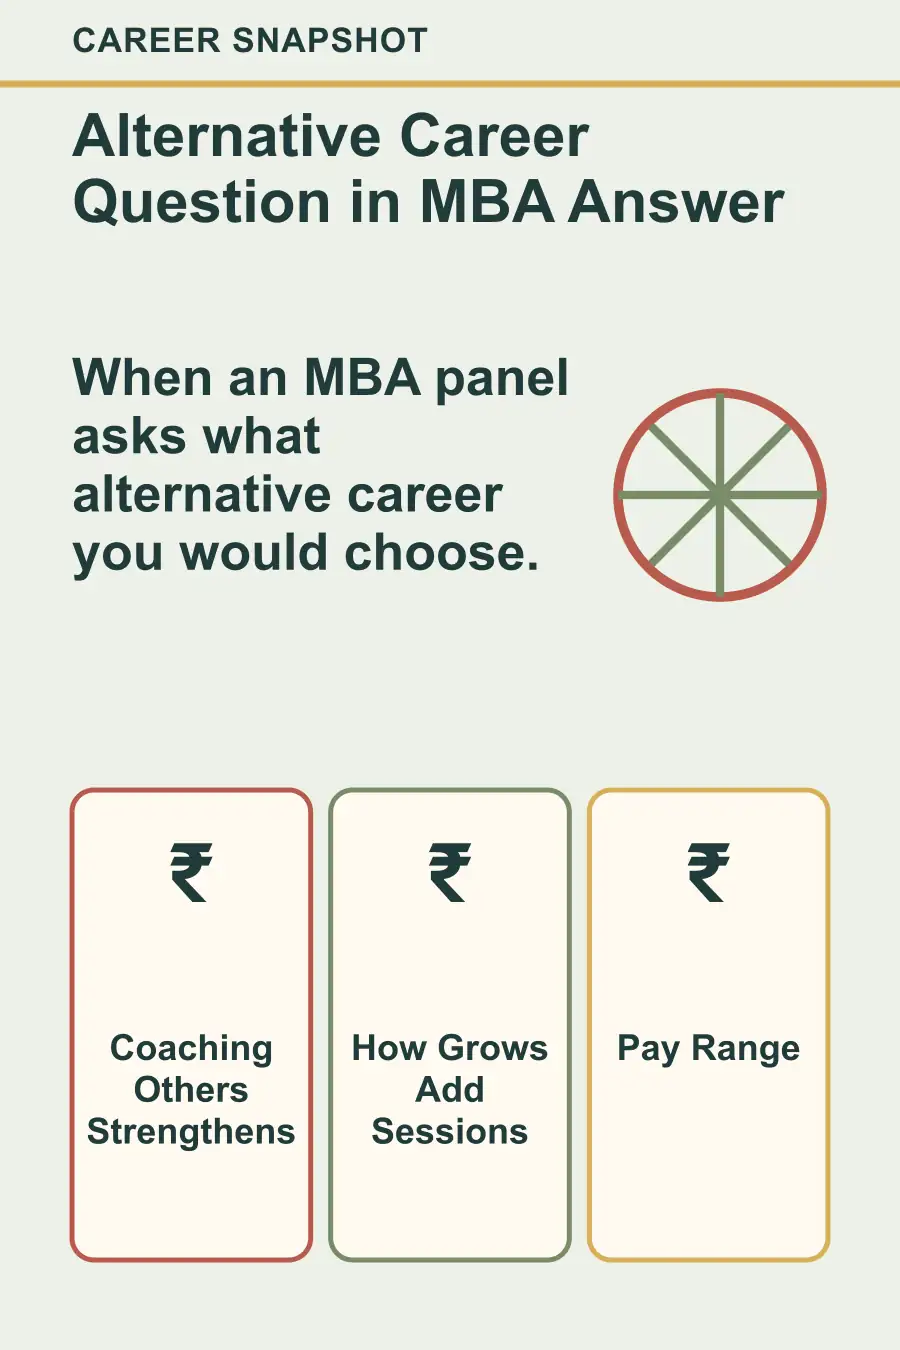 CAREER SNAPSHOT
Alternative Career
Question in MBA Answer
When an MBA panel
asks what
alternative career
you would choose.
₹
Coaching
Others
Strengthens
₹
How Grows
Add
Sessions
₹
Pay Range